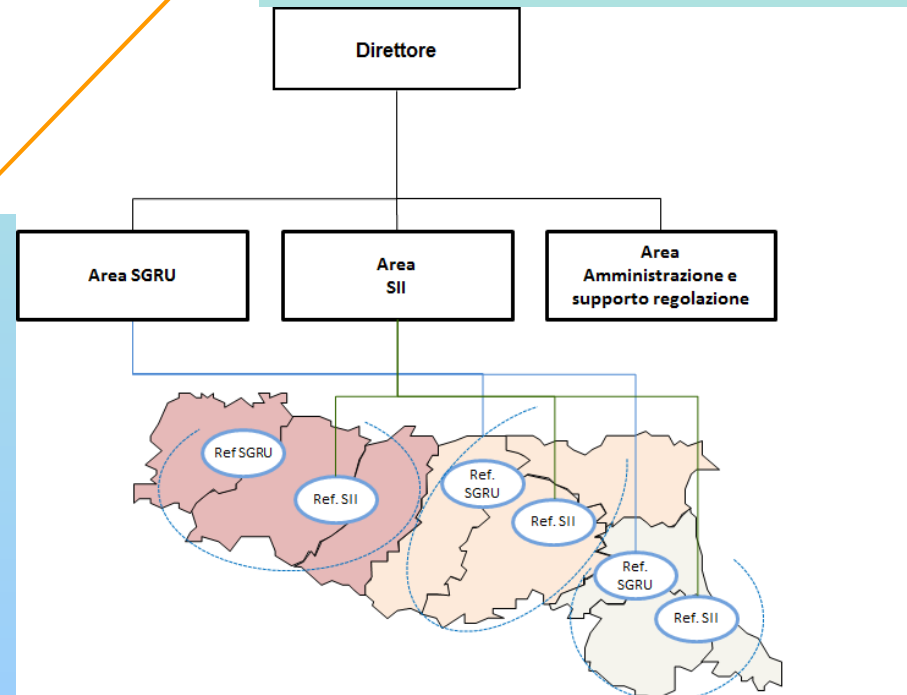 Direttore
Area SGRU
Area
SII
Area
Amministrazione e
supporto regolazione
Ref SGRU
Ref. SII
Ref.
SGRU
Ref. SII
Ref.
SGRU
Ref. SII